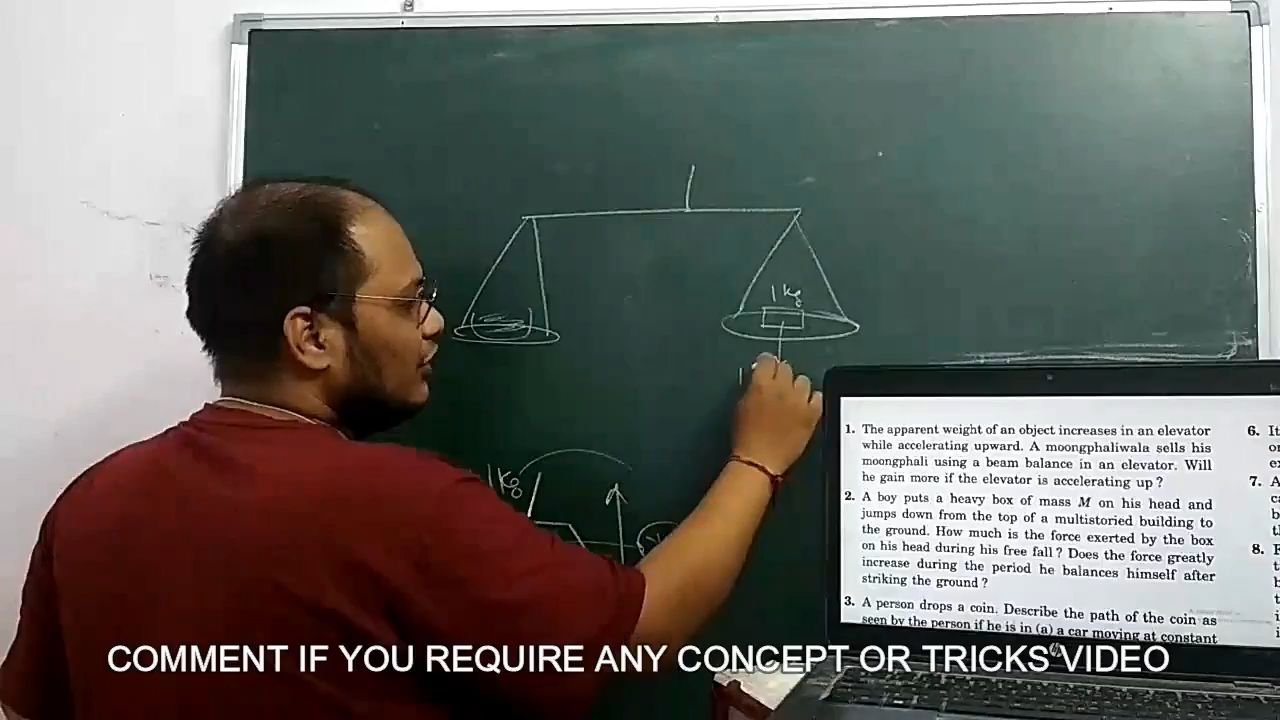 1 kg
1 kg
1. The apparent weight of an object increases in an elevator
while accelerating upward. A moongphaliwala sells his
moongphali using a beam balance in an elevator. Will
he gain more if the elevator is accelerating up ?
2. A boy puts a heavy box of mass M on his head and
jumps down from the top of a multistoried building to
the ground. How much is the force exerted by the box
on his head during his free fall ? Does the force greatly
increase during the period he balances himself after
striking the ground ?
3. A person drops a coin. Describe the path of the coin as
seen by the person if he is in (a) a car moving at constant
6. It
7. A
8.
COMMENT IF YOU REQUIRE ANY CONCEPT OR TRICKS VIDEO